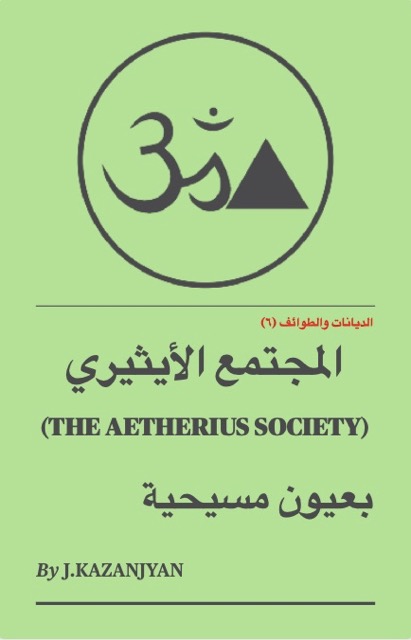 الديانات والطوائف (٦)
المجتمع الأيثيري
(THE AETHERIUS SOCIETY)
بعيون مسيحية
By J.KAZANJYAN